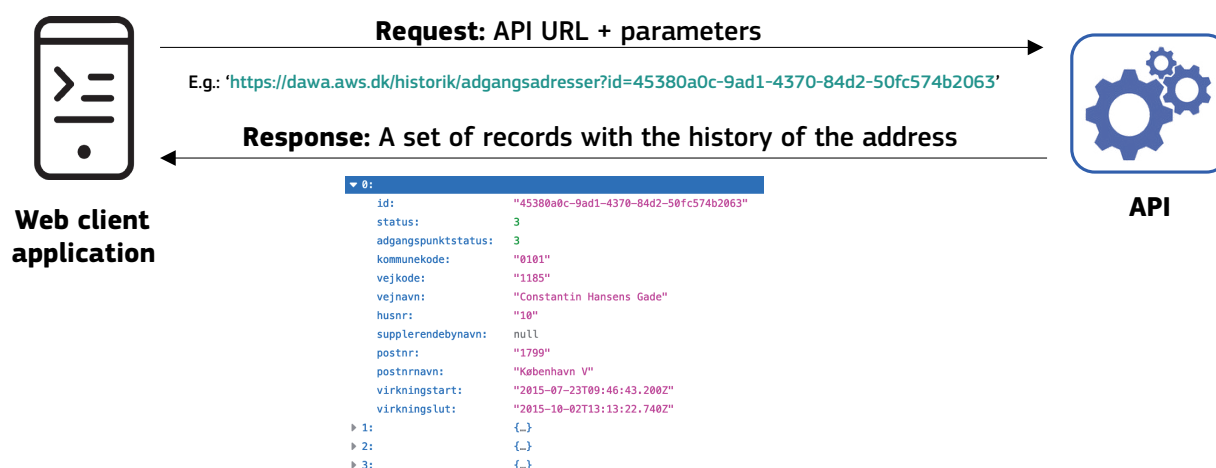 Request: API URL + parameters
E.g.: ‘https://dawa.aws.dk/historik/adgangsadresser?id=45380a0c-9ad1-4370-84d2-50fc574b2063’
Response: A set of records with the history of the address
Web client
application
API
0:
id: "45380a0c-9ad1-4370-84d2-50fc574b2063"
status: 3
adgangspunktstatus: 3
kommunekode: "0101"
vejkode: "1185"
vejnavn: "Constantin Hansens Gade"
husnr: "10"
supplerendebynavn: null
postnr: "1799"
postnrnavn: "København V"
virkningstart: "2015-07-23T09:46:43.200Z"
virkningslut: "2015-10-02T13:13:22.740Z"
1: {…}
2: {…}
3: {…}